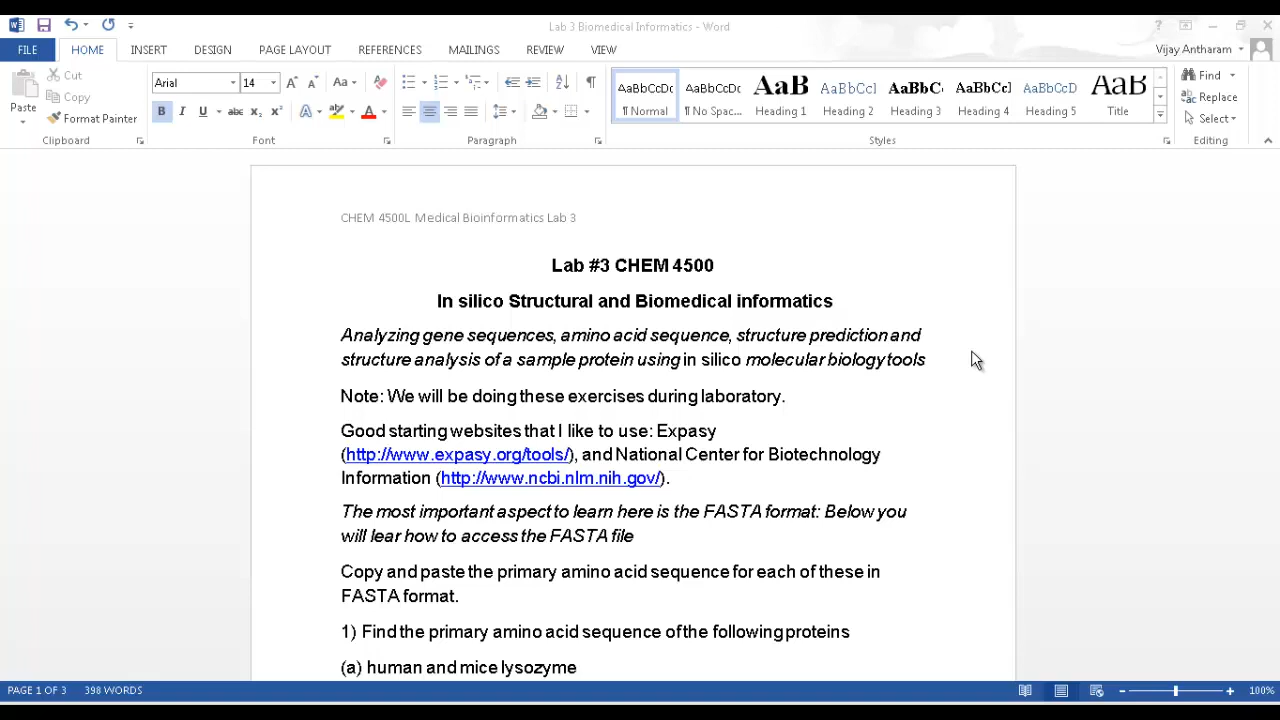 Lab 3 Biomedical Informatics - Word
FILE HOME INSERT DESIGN PAGE LAYOUT REFERENCES MAILINGS REVIEW VIEW Vijay Antharam
Paste
Cut
Copy
Format Painter
Clipboard
Arial 14
Font
Paragraph
AaBbCcDc AaBbCcDc AaB AaBbCcI AaBbC AaBbCcI AaBbCcD AaB
¶ Normal ¶ No Spac... Heading 1 Heading 2 Heading 3 Heading 4 Heading 5 Title
Styles
Find
Replace
Select
Editing
CHEM 4500L Medical Bioinformatics Lab 3
Lab #3 CHEM 4500
In silico Structural and Biomedical informatics
Analyzing gene sequences, amino acid sequence, structure prediction and
structure analysis of a sample protein using in silico molecular biology tools
Note: We will be doing these exercises during laboratory.
Good starting websites that I like to use: Expasy
(http://www.expasy.org/tools/), and National Center for Biotechnology
Information (http://www.ncbi.nlm.nih.gov/).
The most important aspect to learn here is the FASTA format: Below you
will lear how to access the FASTA file
Copy and paste the primary amino acid sequence for each of these in
FASTA format.
1) Find the primary amino acid sequence of the following proteins
(a) human and mice lysozyme
PAGE 1 OF 3 398 WORDS 100%